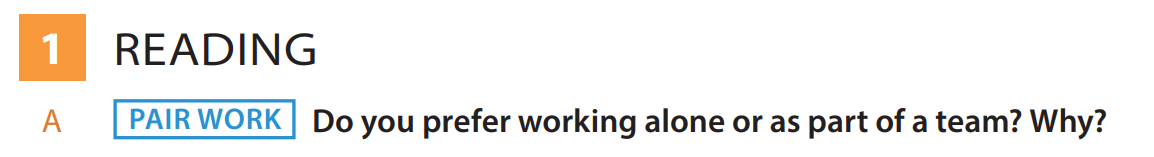 1 READING
A PAIR WORK Do you prefer working alone or as part of a team? Why?